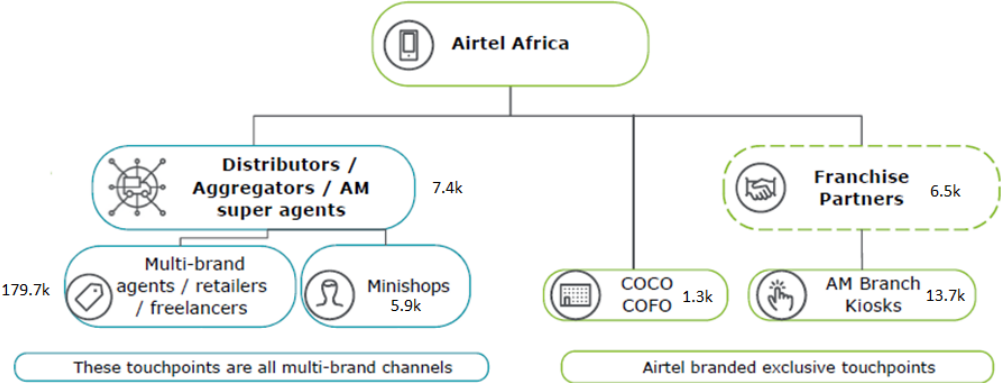 Airtel Africa
Distributors /
Aggregators / AM
super agents
7.4k
Franchise
Partners
6.5k
179.7k
Multi-brand
agents / retailers
/ freelancers
Minishops
5.9k
COCO
COFO
1.3k
AM Branch
Kiosks
13.7k
These touchpoints are all multi-brand channels
Airtel branded exclusive touchpoints